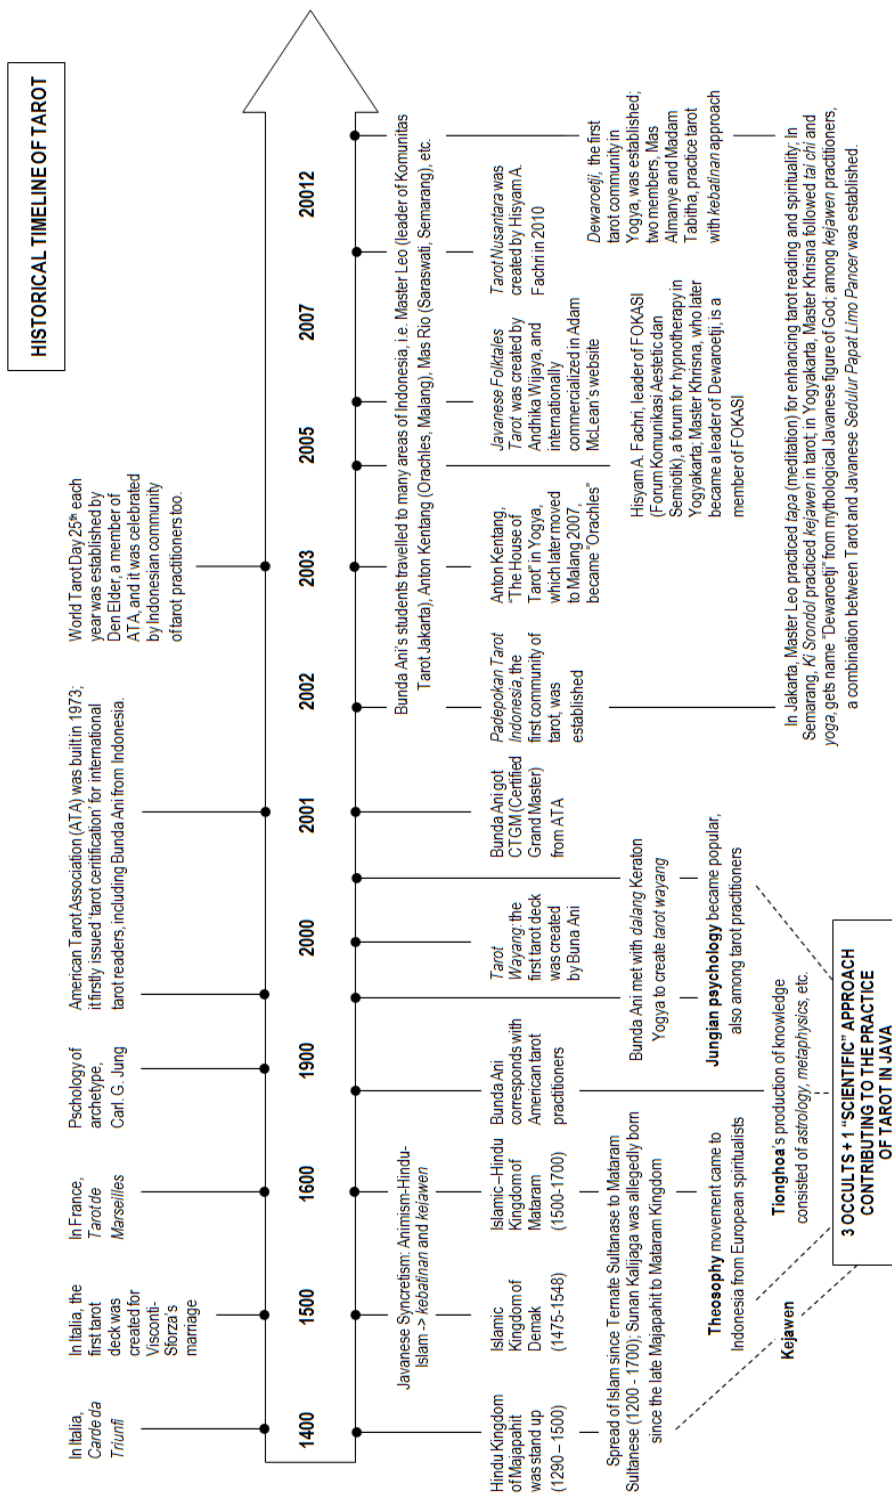 HISTORICAL TIMELINE OF TAROT
In Italia,
Carde da
Triunfi
In Italia, the
first tarot
deck was
created for
Visconti-
Sforza's
marriage
In France,
Tarot de
Marseilles
Pschology of
archetype,
Carl. G. Jung
American Tarot Association (ATA) was built in 1973;
it firstly issued 'tarot ceritification' for international
tarot readers, including Bunda Ani from Indonesia.
World Tarot Day 25th each
year was established by
Den Elder, a member of
ATA, and it was celebrated
by Indonesian community
of tarot practitioners too.
1400
1500
1600
1900
2000
2001
2002
2003
2005
2007
20012
Javanese Syncretism: Animism-Hindu-
Islam -> kebatinan and kejawen
Bunda Ani's students travelled to many areas of Indonesia, i.e. Master Leo (leader of Komunitas
Tarot Jakarta), Anton Kentang (Orachles, Malang), Mas Rio (Saraswati, Semarang), etc.
Hindu Kingdom
of Majapahit
was stand up
(1290 – 1500)
Islamic
Kingdom of
Demak
(1475-1548)
Islamic–Hindu
Kingdom of
Mataram
(1500-1700)
Bunda Ani
corresponds with
American tarot
practitioners
Tarot
Wayang: the
first tarot deck
was created
by Buna Ani
Bunda Ani got
CTGM (Certified
Grand Master)
from ATA
Padepokan Tarot
Indonesia, the
first community of
tarot, was
established
Anton Kentang,
"The House of
Tarot" in Yogya,
which later moved
to Malang 2007,
became "Orachles"
Javanese Folktales
Tarot was created by
Andhika Wijaya, and
internationally
commercialized in Adam
McLean's website
Tarot Nusantara was
created by Hisyam A.
Fachri in 2010
Spread of Islam since Ternate Sultanase to Mataram
Sultanese (1200 - 1700); Sunan Kalijaga was allegedly born
since the late Majapahit to Mataram Kingdom
Bunda Ani met with dalang Keraton
Yogya to create tarot wayang
Hisyam A. Fachri, leader of FOKASI
(Forum Komunikasi Aestetic dan
Semiotik), a forum for hypnotherapy in
Yogyakarta; Master Khrisna, who later
became a leader of Dewaroetji, is a
member of FOKASI
Dewaroetji, the first
tarot community in
Yogya, was established;
two members, Mas
Almanye and Madam
Tabitha, practice tarot
with kebatinan approach
Theosophy movement came to
Indonesia from European spiritualists
Jungian psychology became popular,
also among tarot practitioners
Kejawen
Tionghoa's production of knowledge
consisted of astrology, metaphysics, etc.
In Jakarta, Master Leo practiced tapa (meditation) for enhancing tarot reading and spirituality; In
Semarang, Ki Srondol practiced kejawen in tarot; in Yogyakarta, Master Khrisna followed tai chi and
yoga, gets name "Dewaroetji" from mythological Javanese figure of God; among kejawen practitioners,
a combination between Tarot and Javanese Sedulur Papat Limo Pancer was established.
3 OCCULTS + 1 "SCIENTIFIC" APPROACH
CONTRIBUTING TO THE PRACTICE
OF TAROT IN JAVA